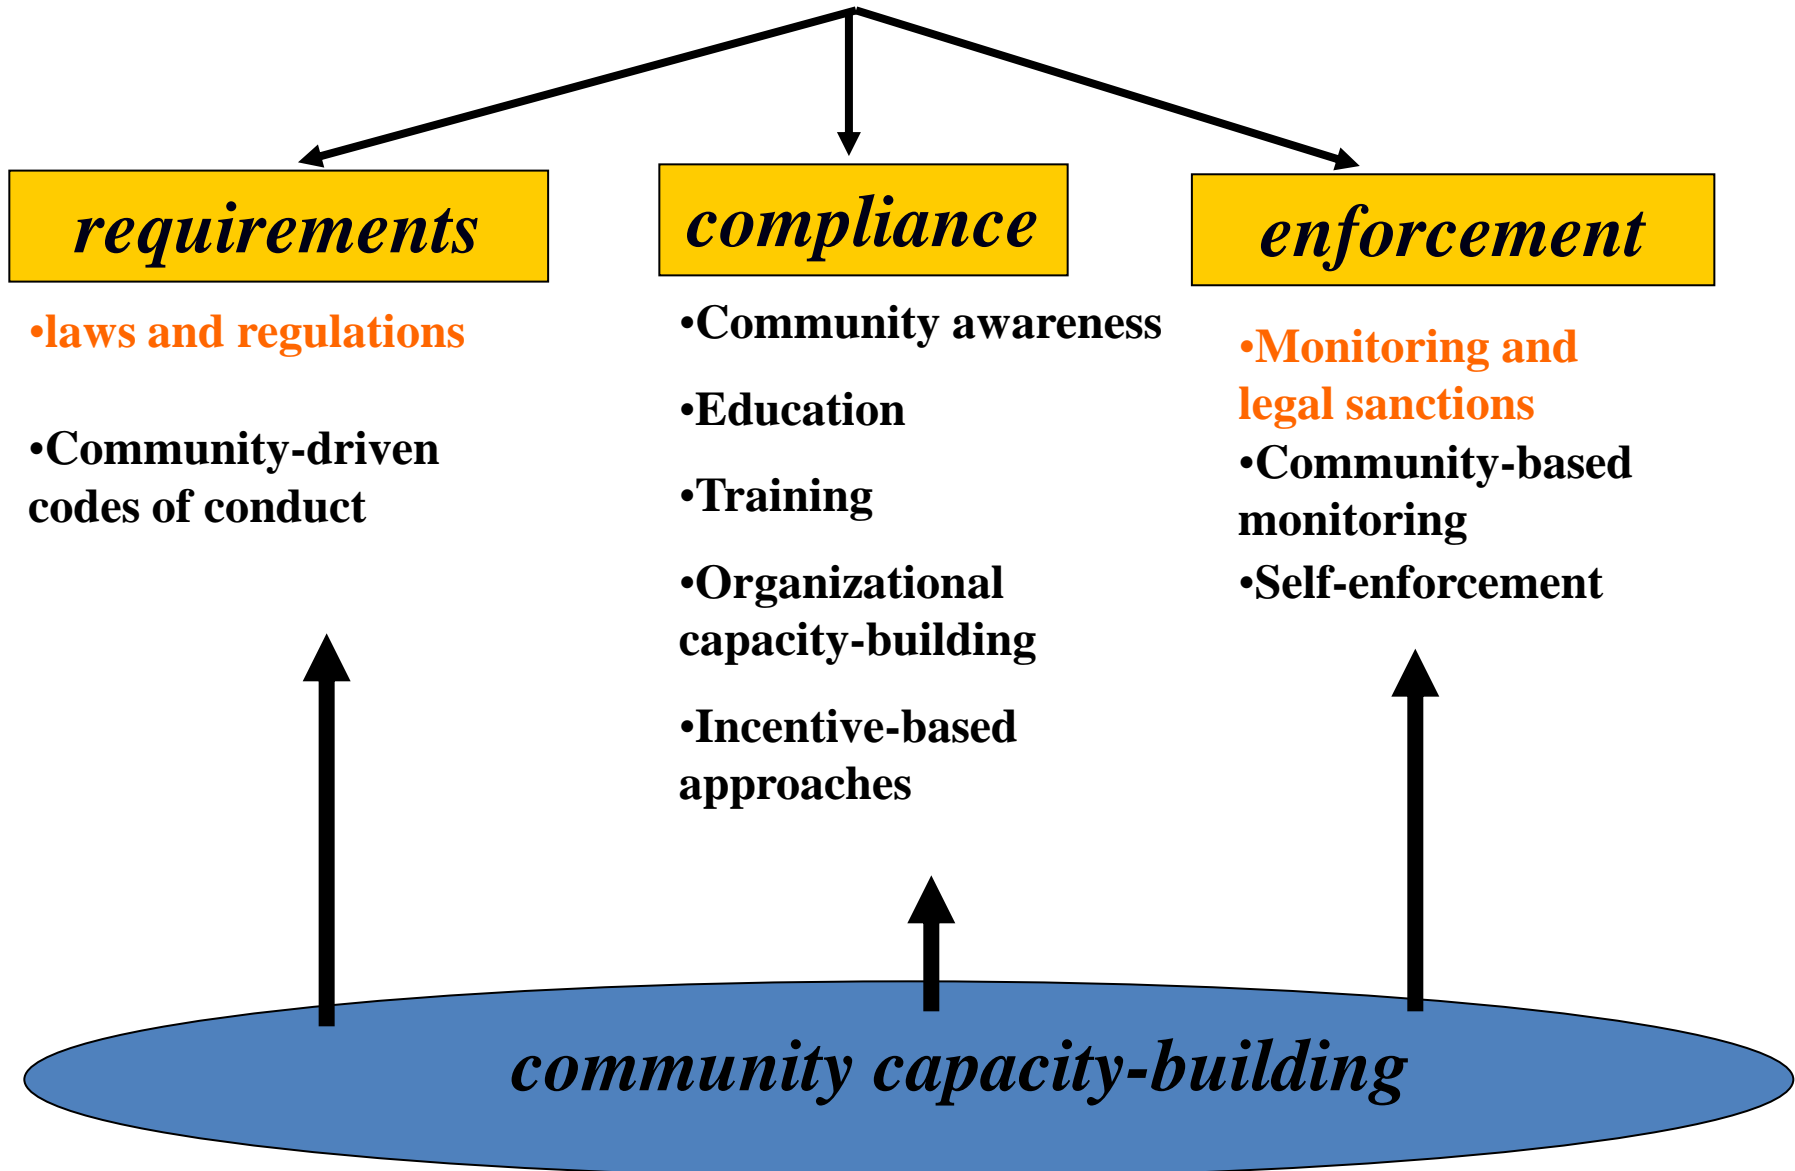 requirements
•laws and regulations
•Community-driven
codes of conduct
compliance
•Community awareness
•Education
•Training
•Organizational
capacity-building
•Incentive-based
approaches
enforcement
•Monitoring and
legal sanctions
•Community-based
monitoring
•Self-enforcement
community capacity-building